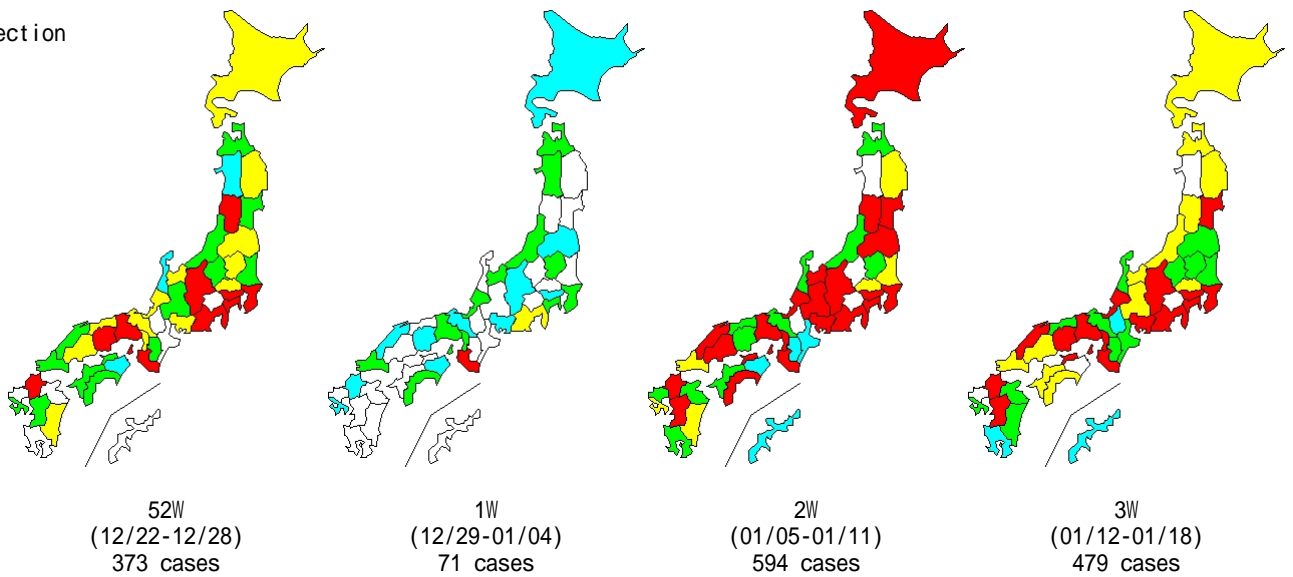 ection
52W
(12/22-12/28)
373 cases
1W
(12/29-01/04)
71 cases
2W
(01/05-01/11)
594 cases
3W
(01/12-01/18)
479 cases